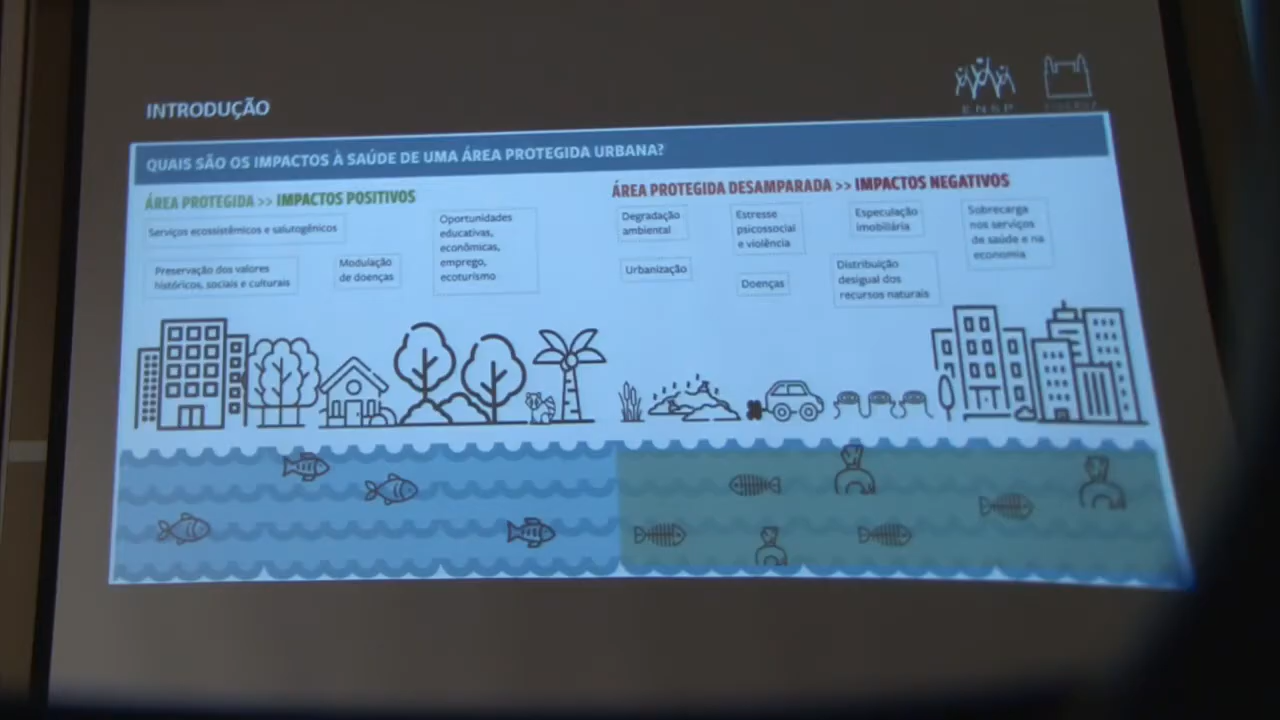 INTRODUÇÃO
ENSP
QUAIS SÃO OS IMPACTOS À SAÚDE DE UMA ÁREA PROTEGIDA URBANA?
ÁREA PROTEGIDA >> IMPACTOS POSITIVOS
Serviços ecossistêmicos e salutogênicos
Preservação dos valores
históricos, sociais e culturais
Modulação
de doenças
Oportunidades
educativas,
econômicas,
emprego,
ecoturismo
ÁREA PROTEGIDA DESAMPARADA >> IMPACTOS NEGATIVOS
Degradação
ambiental
Estresse
psicossocial
e violência
Especulação
imobiliária
Sobrecarga
nos serviços
de saúde e na
economia
Urbanização
Doenças
Distribuição
desigual dos
recursos naturais